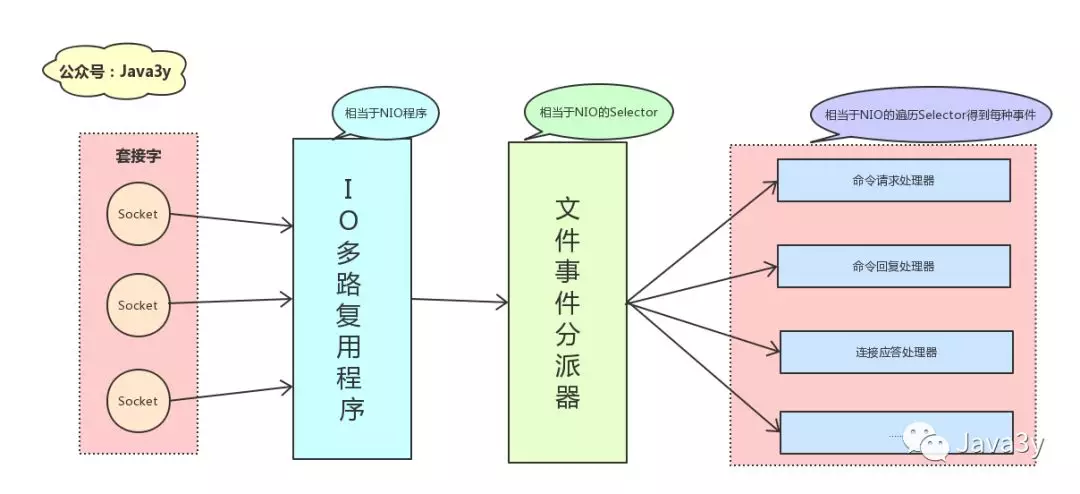 公众号：Java3y
相当于NIO程序
相当于NIO的Selector
相当于NIO的遍历Selector得到每种事件
套接字
Socket
Socket
Socket
IO多路复用程序
文件事件分派器
命令请求处理器
命令回复处理器
连接应答处理器
......
Java3y